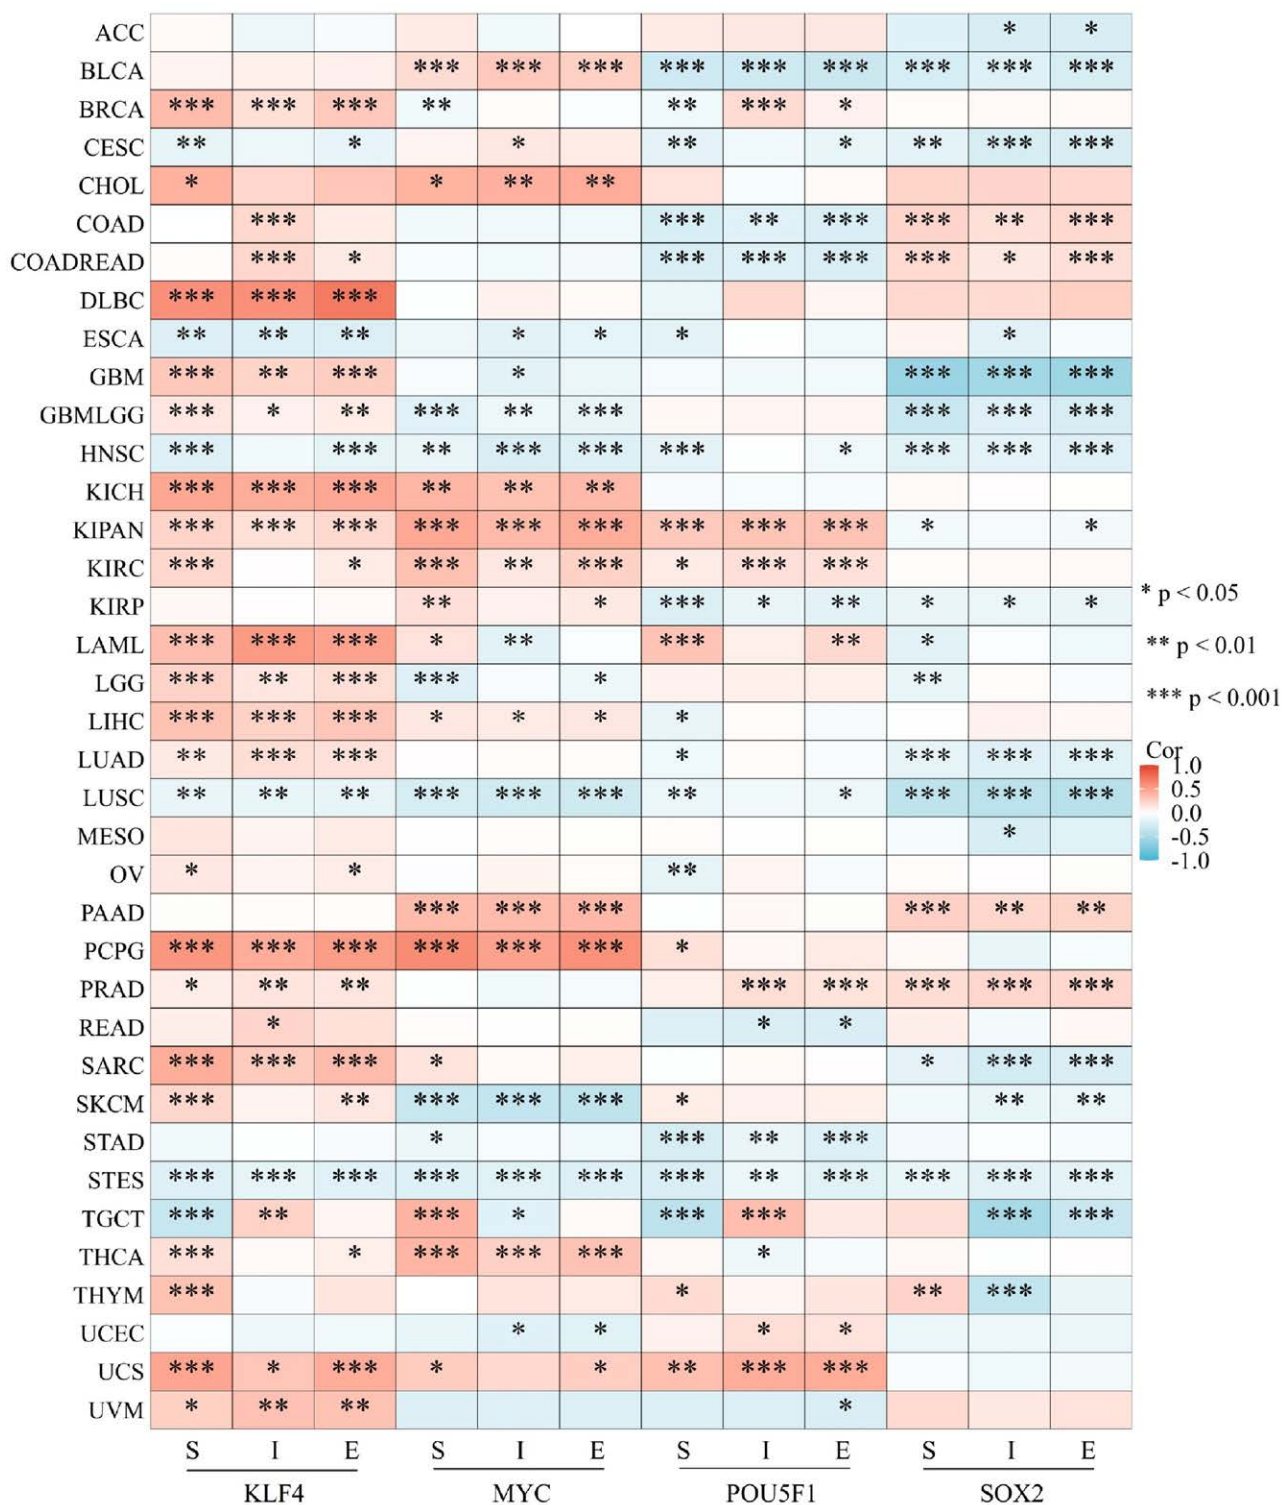 ACC * *
BLCA *** *** *** *** *** *** *** *** ***
BRCA *** *** *** ** ** *** *
CESC ** * * ** * ** *** ***
CHOL * * ** **
COAD *** *** ** *** *** ** ***
COADREAD *** * *** *** *** *** * ***
DLBC *** *** ***
ESCA ** ** ** * * * *
GBM *** ** *** * *** *** ***
GBMLGG *** * ** *** ** *** *** *** ***
HNSC *** *** ** *** *** *** * *** *** ***
KICH *** *** *** ** ** **
KIPAN *** *** *** *** *** *** *** *** *** * *
KIRC *** * *** ** *** * *** ***
KIRP ** * *** * ** * * *
* p < 0.05
LAML *** *** *** * ** *** ** *
** p < 0.01
LGG *** ** *** *** * **
*** p < 0.001
LIHC *** *** *** * * * *
LUAD ** *** *** * *** *** ***
Cor
1.0
0.5
0.0
-0.5
-1.0
LUSC ** ** ** *** *** *** ** * *** *** ***
MESO *
OV * * **
PAAD *** *** *** *** ** **
PCPG *** *** *** *** *** *** *
PRAD * ** ** *** *** *** *** ***
READ * * *
SARC *** *** *** * * *** ***
SKCM *** ** *** *** *** * ** **
STAD * *** ** ***
STES *** *** *** *** *** *** *** ** *** *** *** ***
TGCT *** ** *** * *** *** *** ***
THCA *** * *** *** *** *
THYM *** * ** ***
UCEC * * * *
UCS *** * *** * * ** *** ***
UVM * ** ** *
S I E S I E S I E S I E
KLF4 MYC POU5F1 SOX2